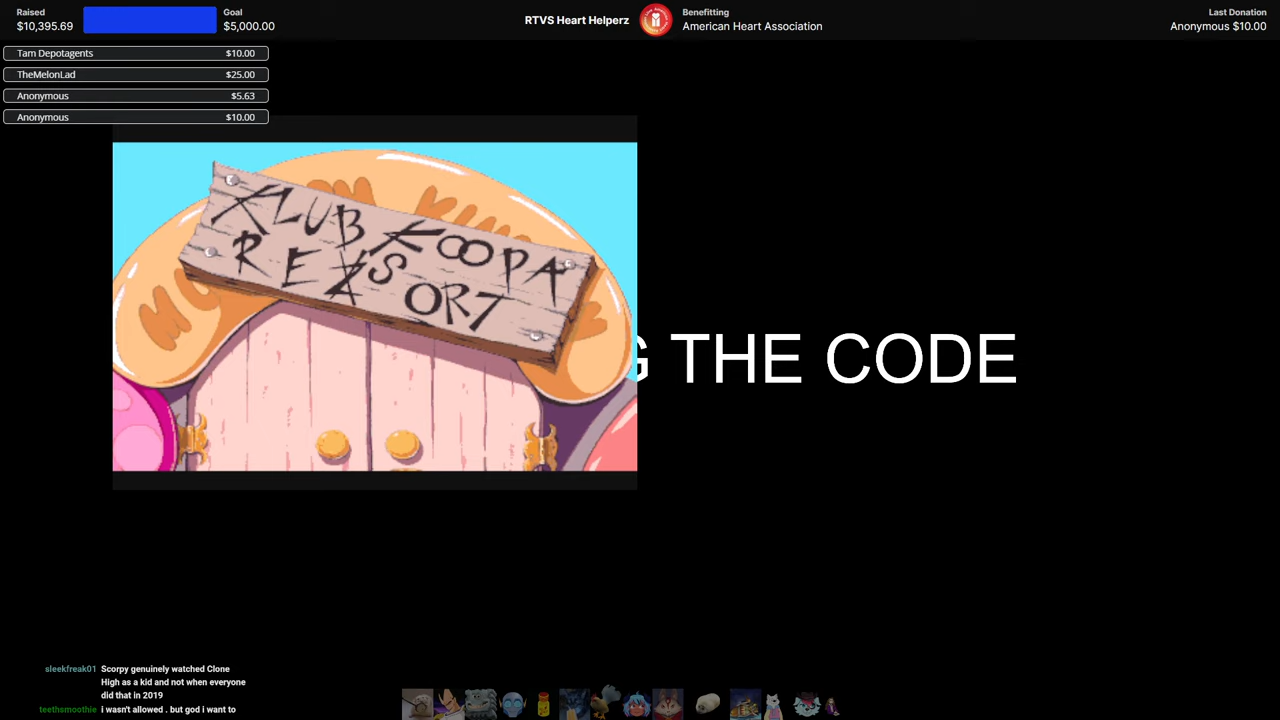 Raised
$10,395.69
Goal
$5,000.00
RTVS Heart Helperz
Benefitting
American Heart Association
Last Donation
Anonymous $10.00
Tam Depotagents $10.00
TheMelonLad $25.00
Anonymous $5.63
Anonymous $10.00
KLUB KOOPA
REZSORT
THE CODE
sleekfreak01 Scorpy genuinely watched Clone
High as a kid and not when everyone
did that in 2019
teethsmoothie i wasn't allowed . but god i want to